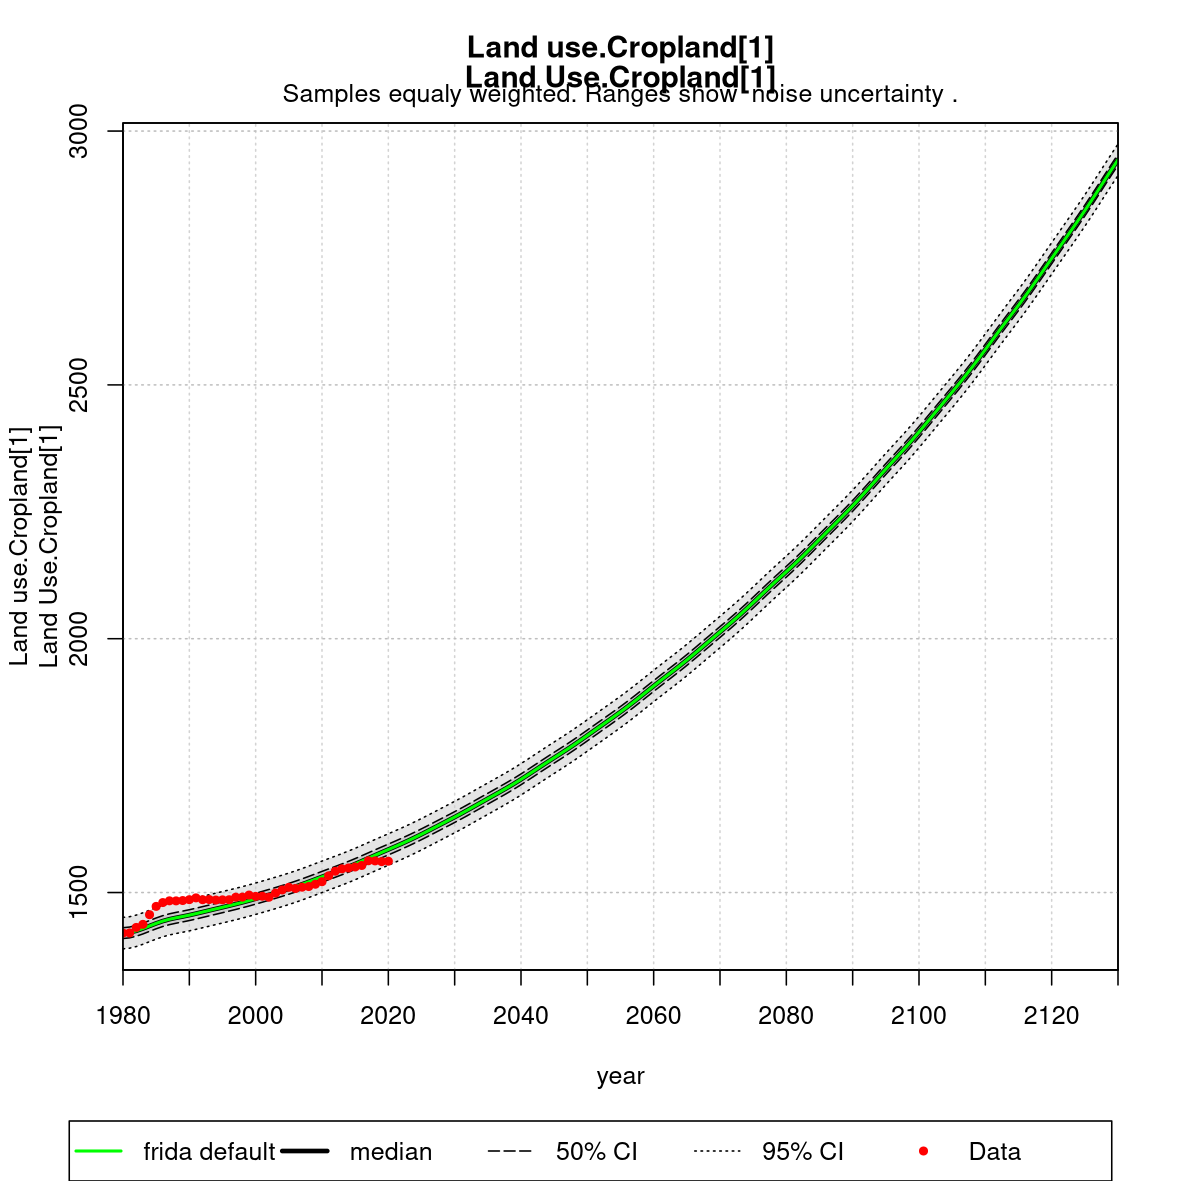 Land use.Cropland[1]
Land Use.Cropland[1]
Samples equaly weighted. Ranges show  noise uncertainty .
3000
2500
2000
1500
Land use.Cropland[1]
Land Use.Cropland[1]
1980 2000 2020 2040 2060 2080 2100 2120
year
frida default median 50% CI 95% CI Data